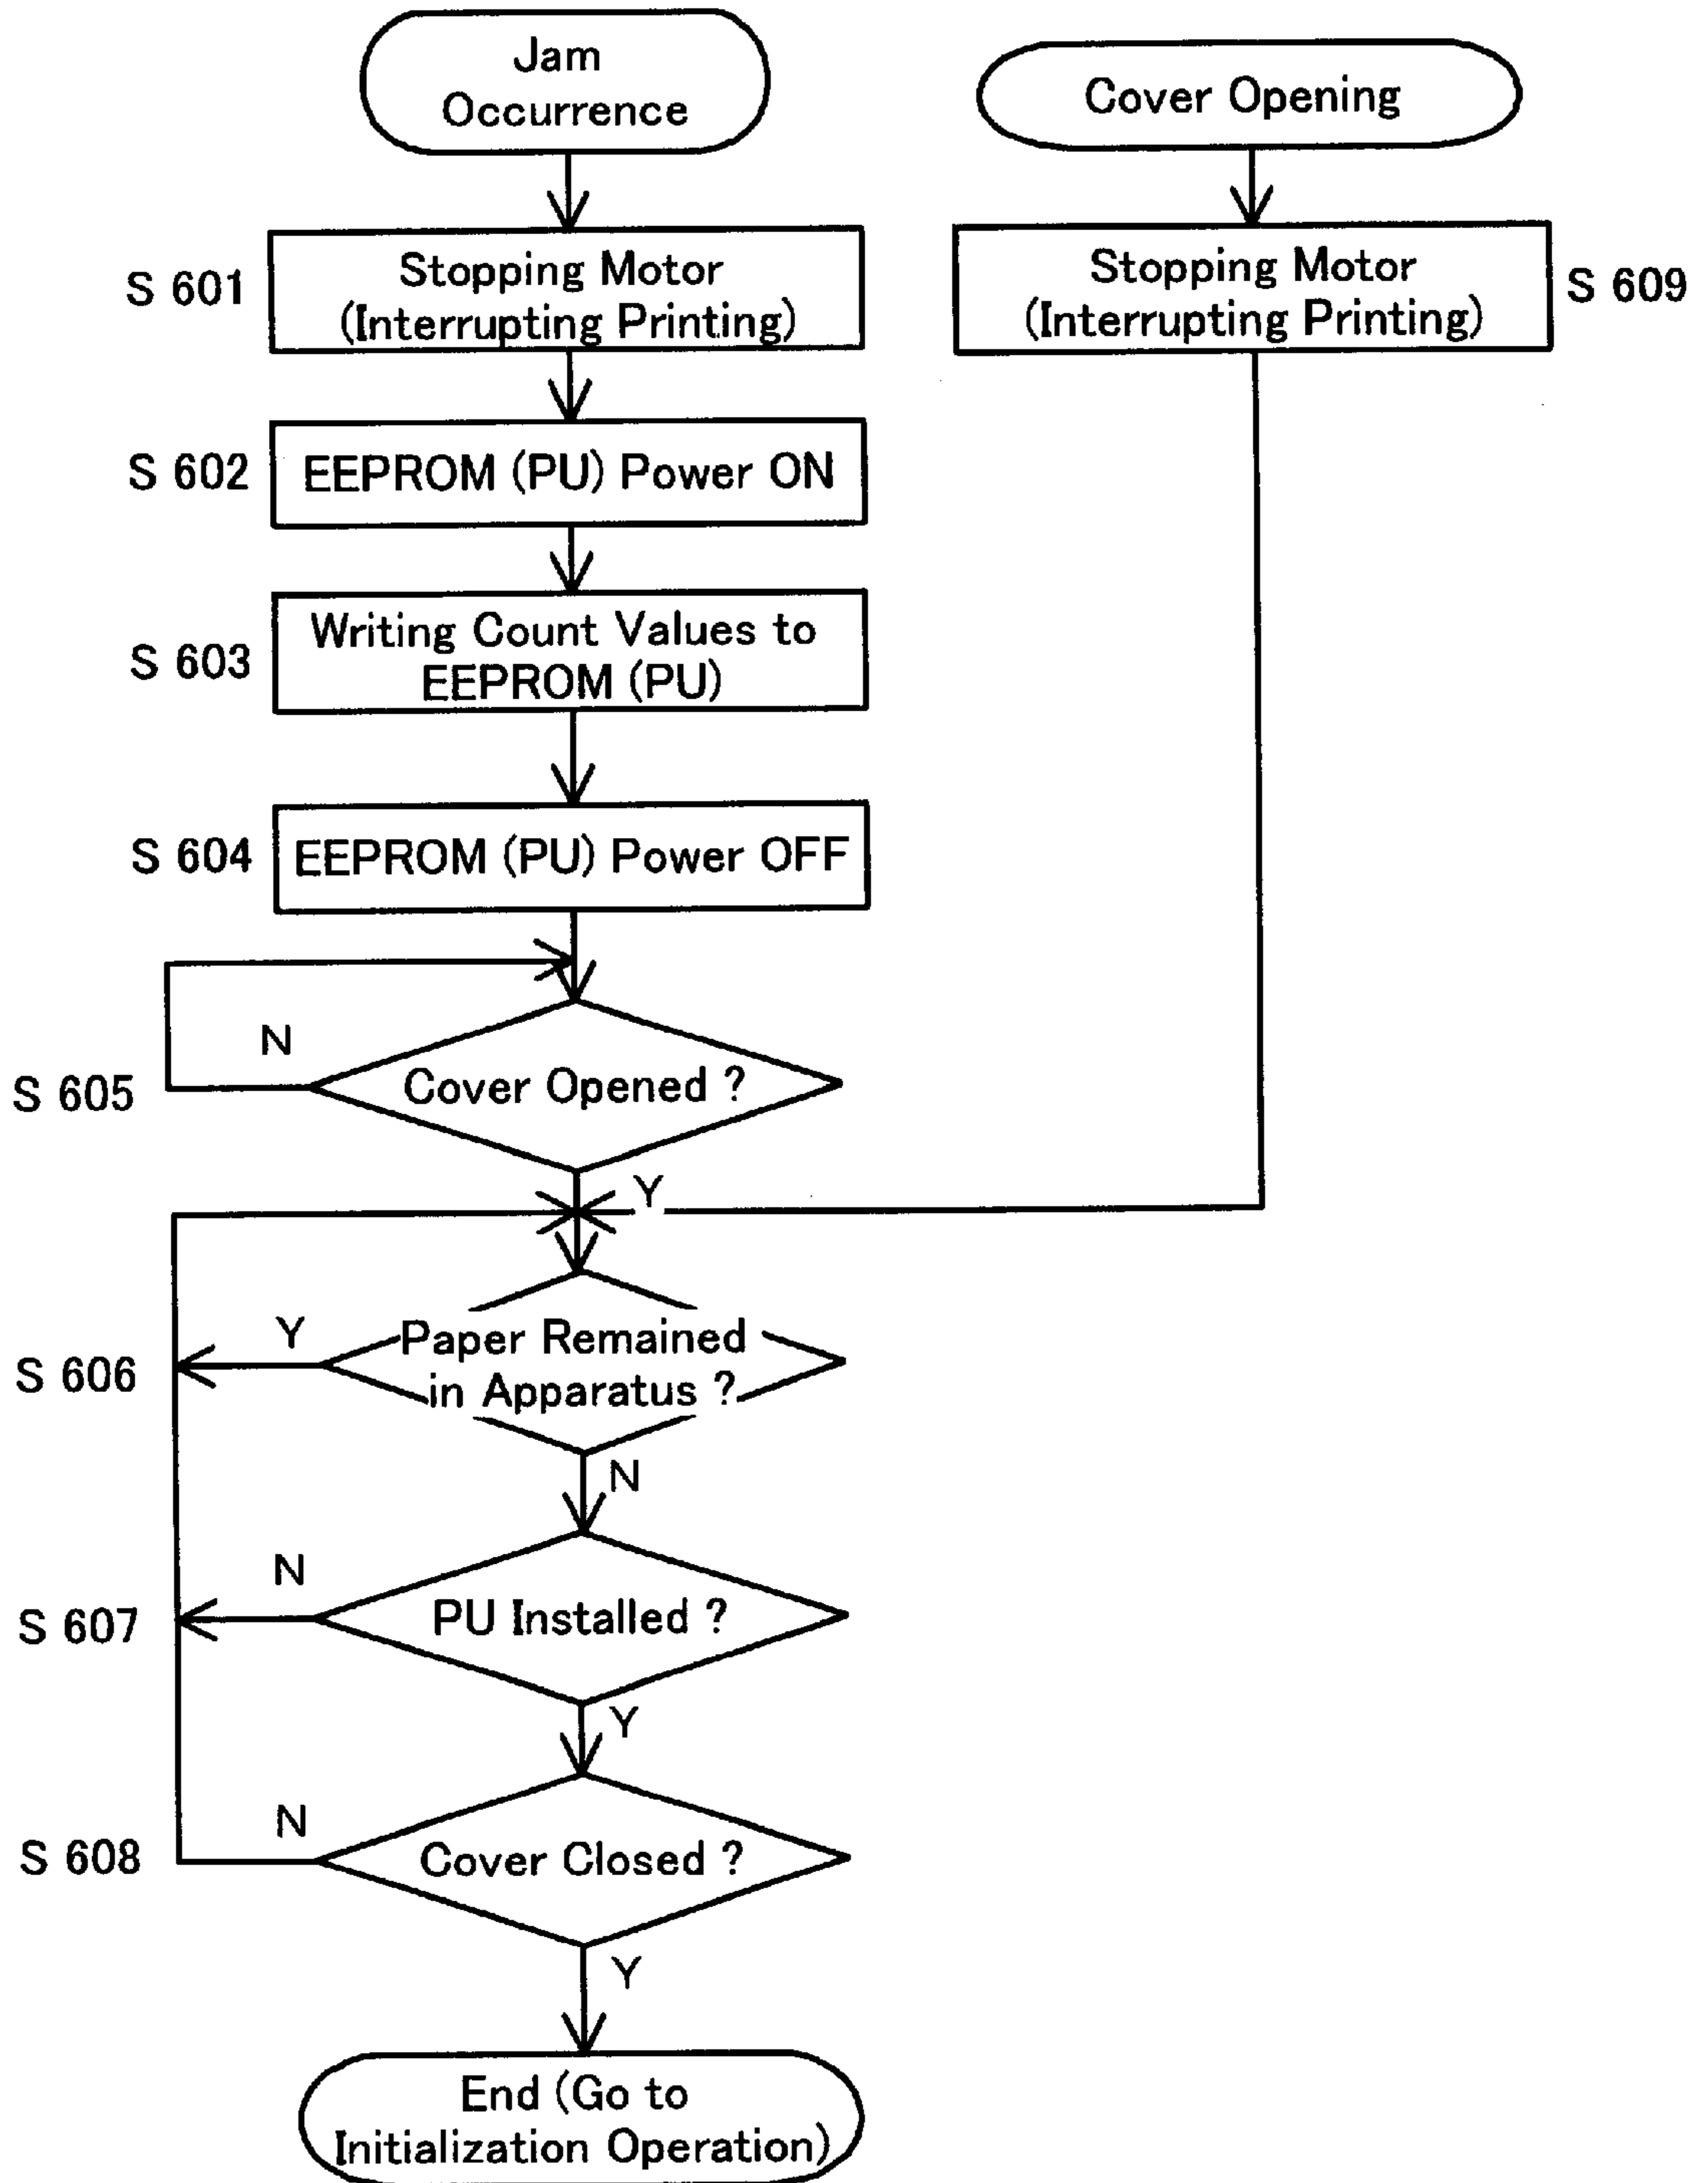 Jam
Occurrence
Cover Opening
S 601
Stopping Motor
(Interrupting Printing)
Stopping Motor
(Interrupting Printing)
S 609
S 602
EEPROM (PU) Power ON
S 603
Writing Count Values to
EEPROM (PU)
S 604
EEPROM (PU) Power OFF
N
S 605
Cover Opened ?
Y
Y
S 606
Paper Remained
in Apparatus ?
N
N
S 607
PU Installed ?
Y
N
S 608
Cover Closed ?
Y
End (Go to
Initialization Operation)